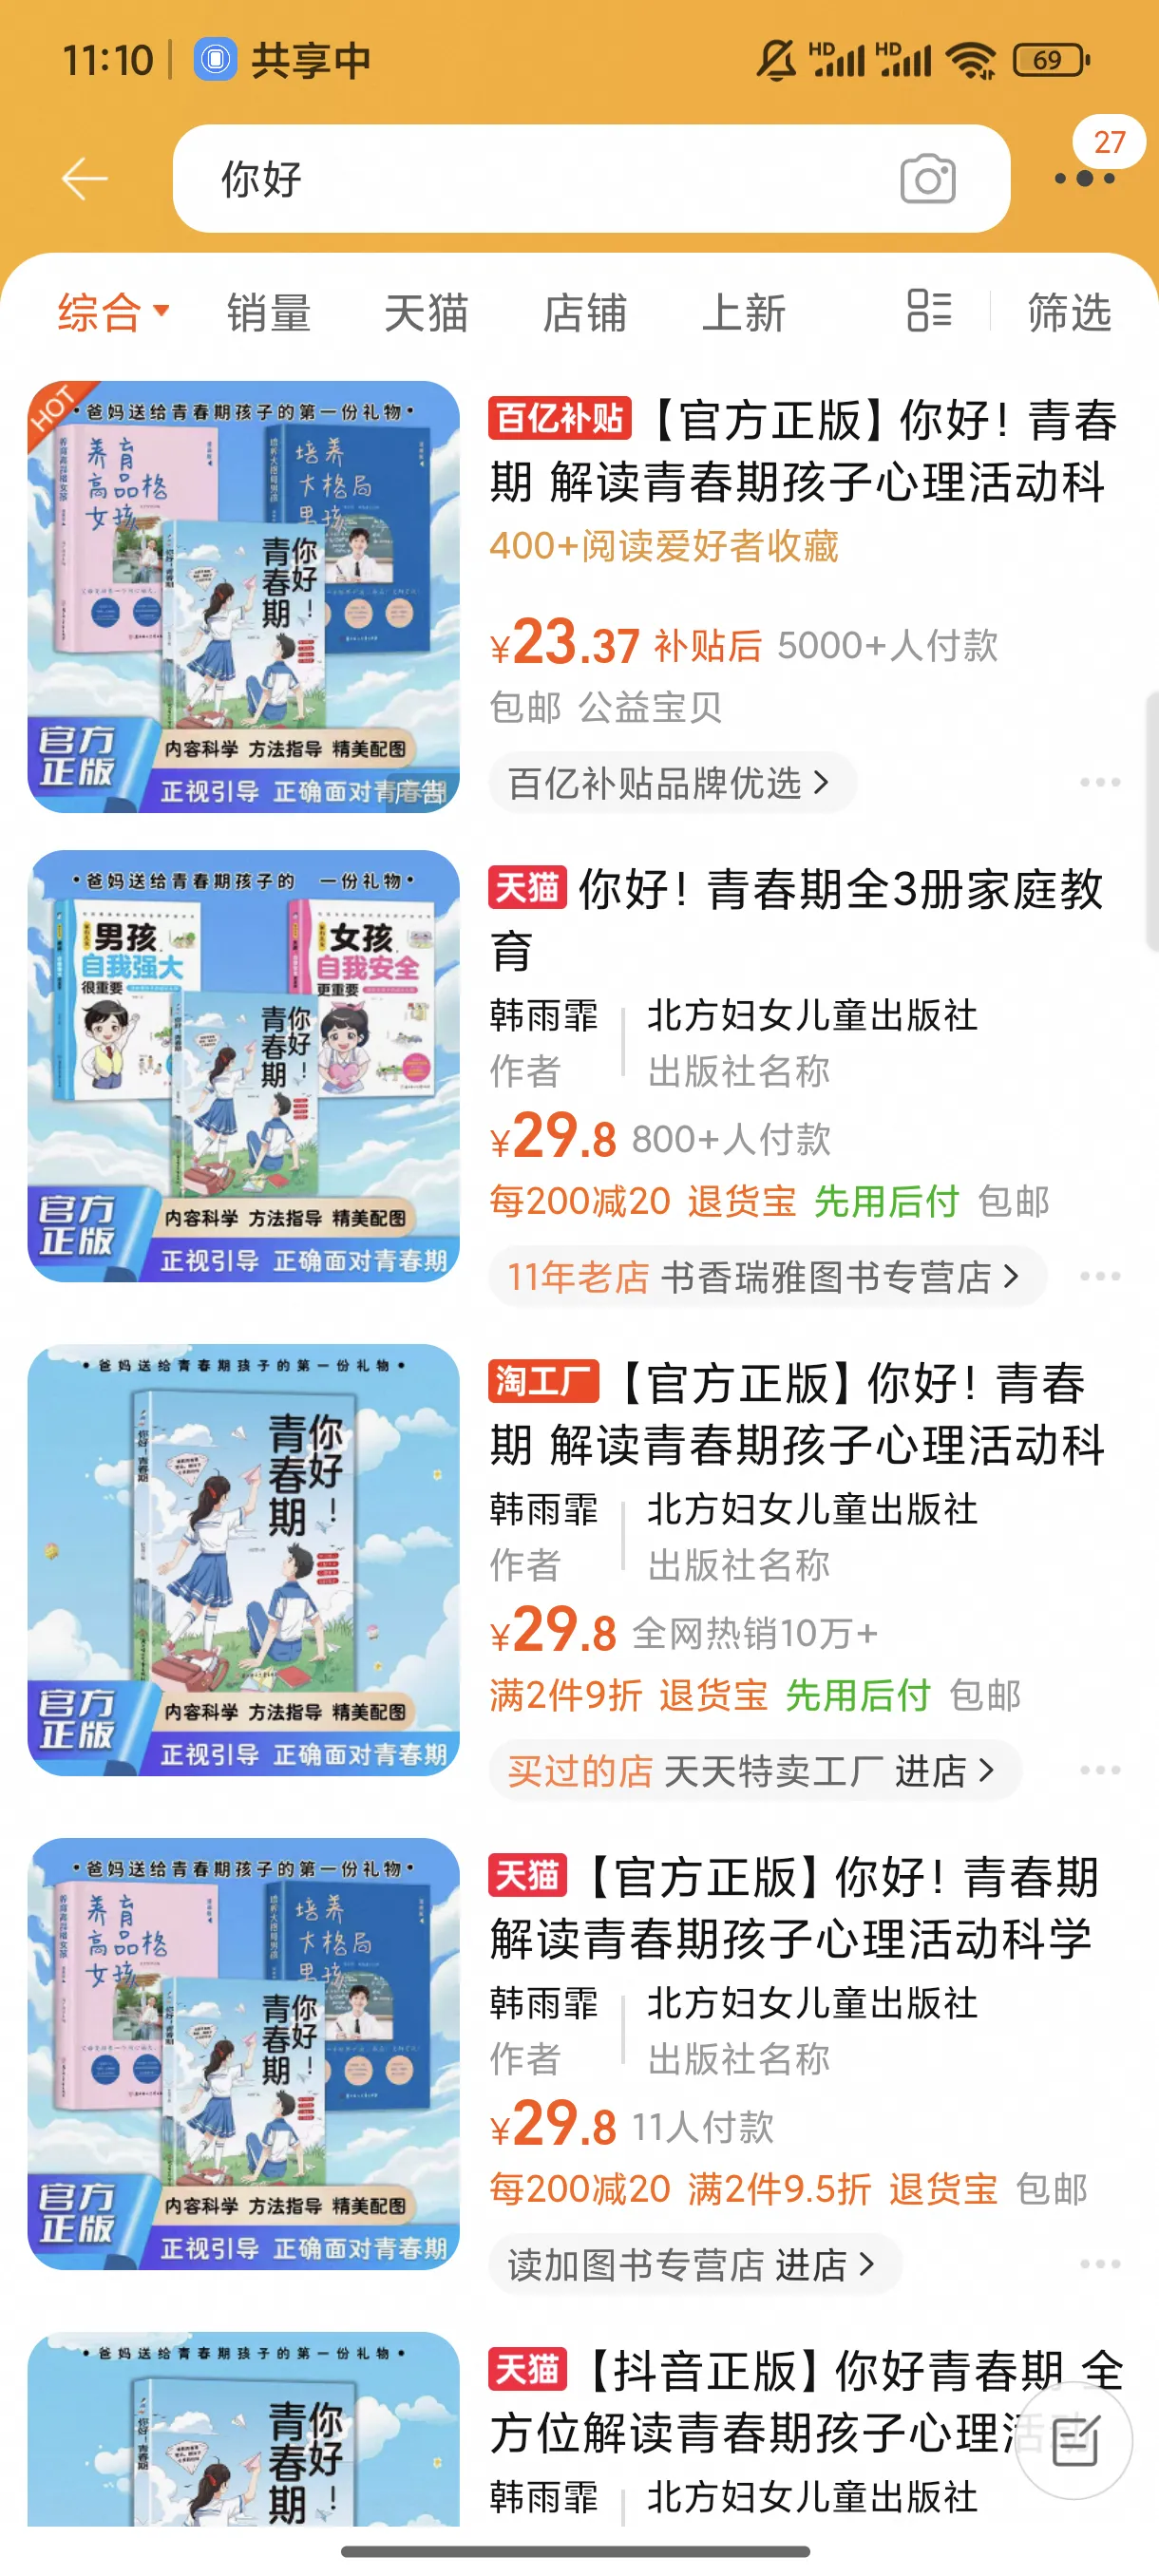 11:10 共享中 HD HD 69
你好
27
综合 销量 天猫 店铺 上新 筛选
HOT
•爸妈送给青春期孩子的第一份礼物•
养育
高品格
女孩
培养
大格局
男孩
你好！
青春期
官方
正版
内容科学 方法指导 精美配图
正视引导 正确面对青春期
广告
百亿补贴【官方正版】你好！青春
期 解读青春期孩子心理活动科
400+阅读爱好者收藏
¥23.37 补贴后 5000+人付款
包邮 公益宝贝
百亿补贴品牌优选 >
•爸妈送给青春期孩子的 一份礼物•
男孩
自我强大
很重要
女孩
自我安全
更重要
你好！
青春期
官方
正版
内容科学 方法指导 精美配图
正视引导 正确面对青春期
天猫 你好！青春期全3册家庭教
育
韩雨霏 北方妇女儿童出版社
作者 出版社名称
¥29.8 800+人付款
每200减20 退货宝 先用后付 包邮
11年老店 书香瑞雅图书专营店 >
•爸妈送给青春期孩子的第一份礼物•
你好！青春期
你好！
青春期
官方
正版
内容科学 方法指导 精美配图
正视引导 正确面对青春期
淘工厂【官方正版】你好！青春
期 解读青春期孩子心理活动科
韩雨霏 北方妇女儿童出版社
作者 出版社名称
¥29.8 全网热销10万+
满2件9折 退货宝 先用后付 包邮
买过的店 天天特卖工厂 进店 >
•爸妈送给青春期孩子的第一份礼物•
养育
高品格
女孩
培养
大格局
男孩
你好！
青春期
官方
正版
内容科学 方法指导 精美配图
正视引导 正确面对青春期
天猫【官方正版】你好！青春期
解读青春期孩子心理活动科学
韩雨霏 北方妇女儿童出版社
作者 出版社名称
¥29.8 11人付款
每200减20 满2件9.5折 退货宝 包邮
读加图书专营店 进店 >
•爸妈送给青春期孩子的第一份礼物•
你好！青春期
你好！
青春期
天猫【抖音正版】你好青春期 全
方位解读青春期孩子心理活动
韩雨霏 北方妇女儿童出版社